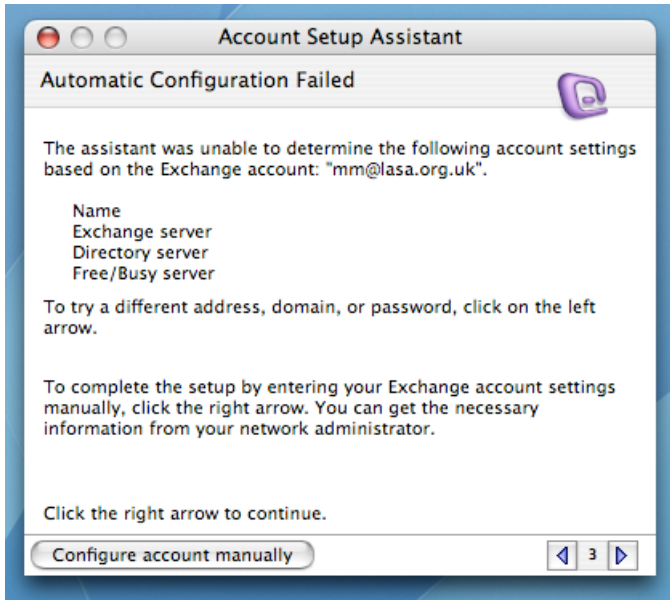 Account Setup Assistant
Automatic Configuration Failed
The assistant was unable to determine the following account settings
based on the Exchange account: "mm@lasa.org.uk".
Name
Exchange server
Directory server
Free/Busy server
To try a different address, domain, or password, click on the left
arrow.
To complete the setup by entering your Exchange account settings
manually, click the right arrow. You can get the necessary
information from your network administrator.
Click the right arrow to continue.
Configure account manually
3